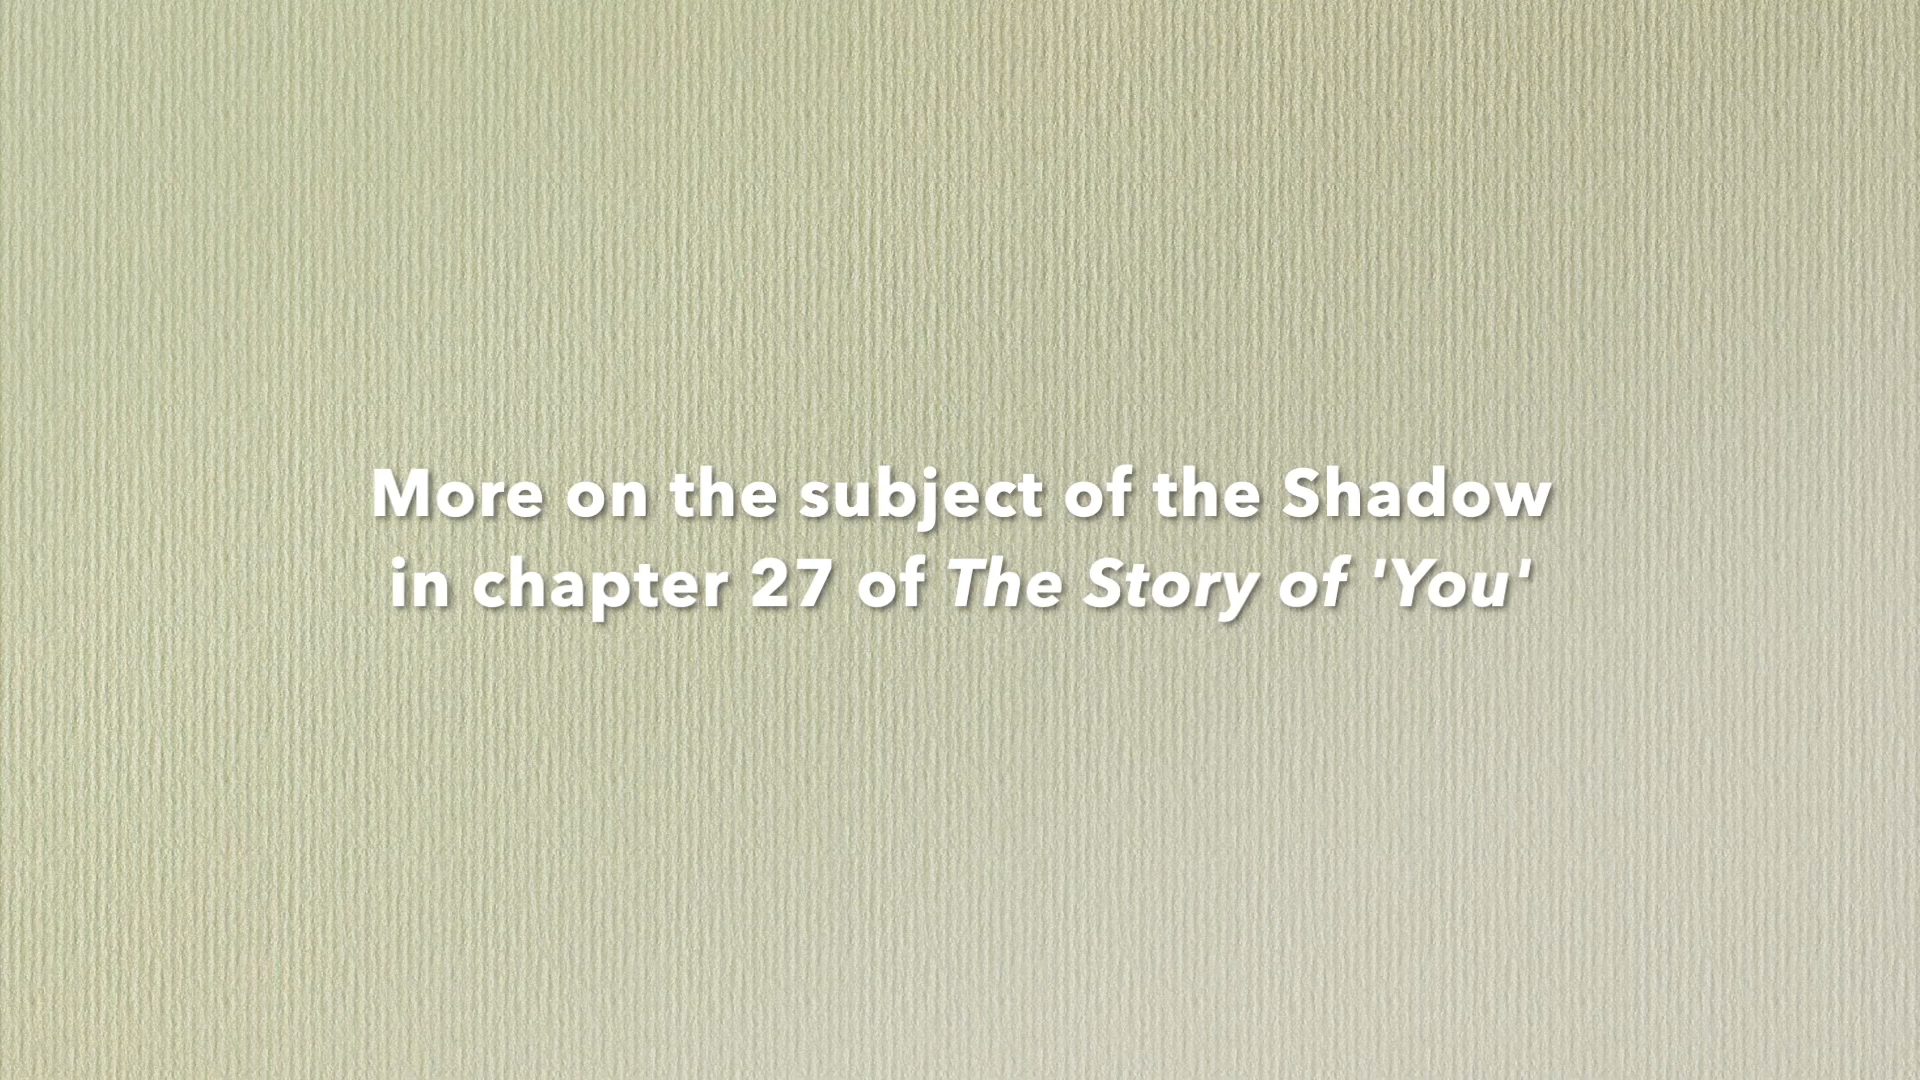 More on the subject of the Shadow
in chapter 27 of The Story of 'You'